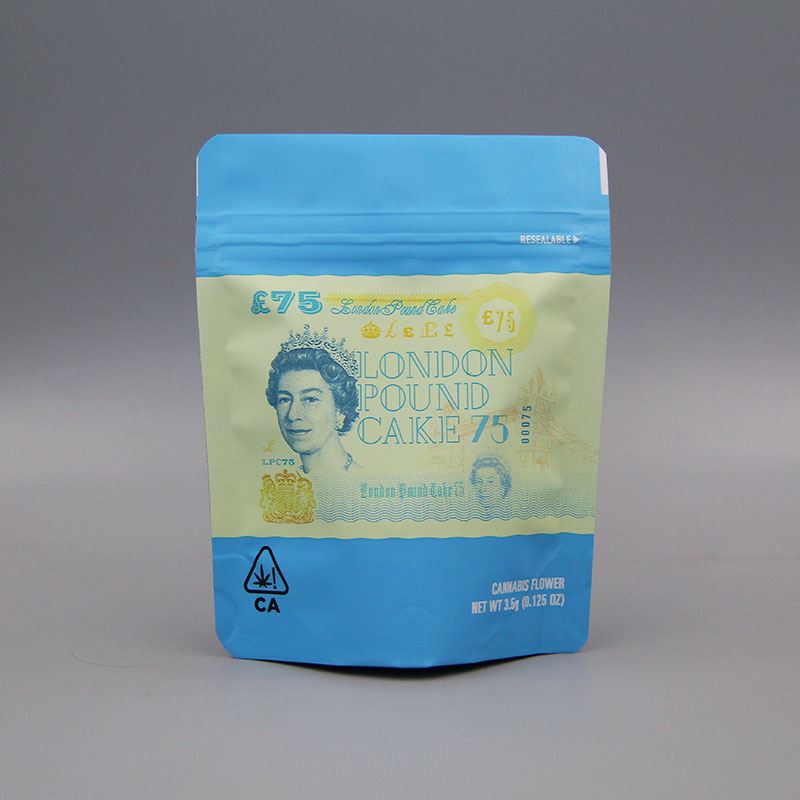 RESEALABLE
£75 London Pound Cake £75
£ £ £ £
LONDON
POUND
CAKE 75
00075
£
LPC75
London Pound Cake 75
CA
CANNABIS FLOWER
NET WT 3.5g (0.125 OZ)